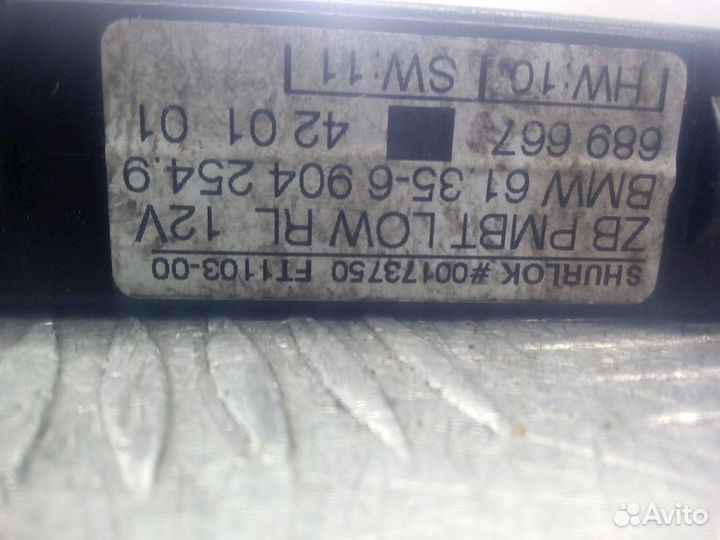 SHURLOK #00173750 FT1103-00
ZB PMBT LOW RL 12V
BMW 61.35-6 904 254.9
689 667 42 01 01
HW:10 SW:11
Avito